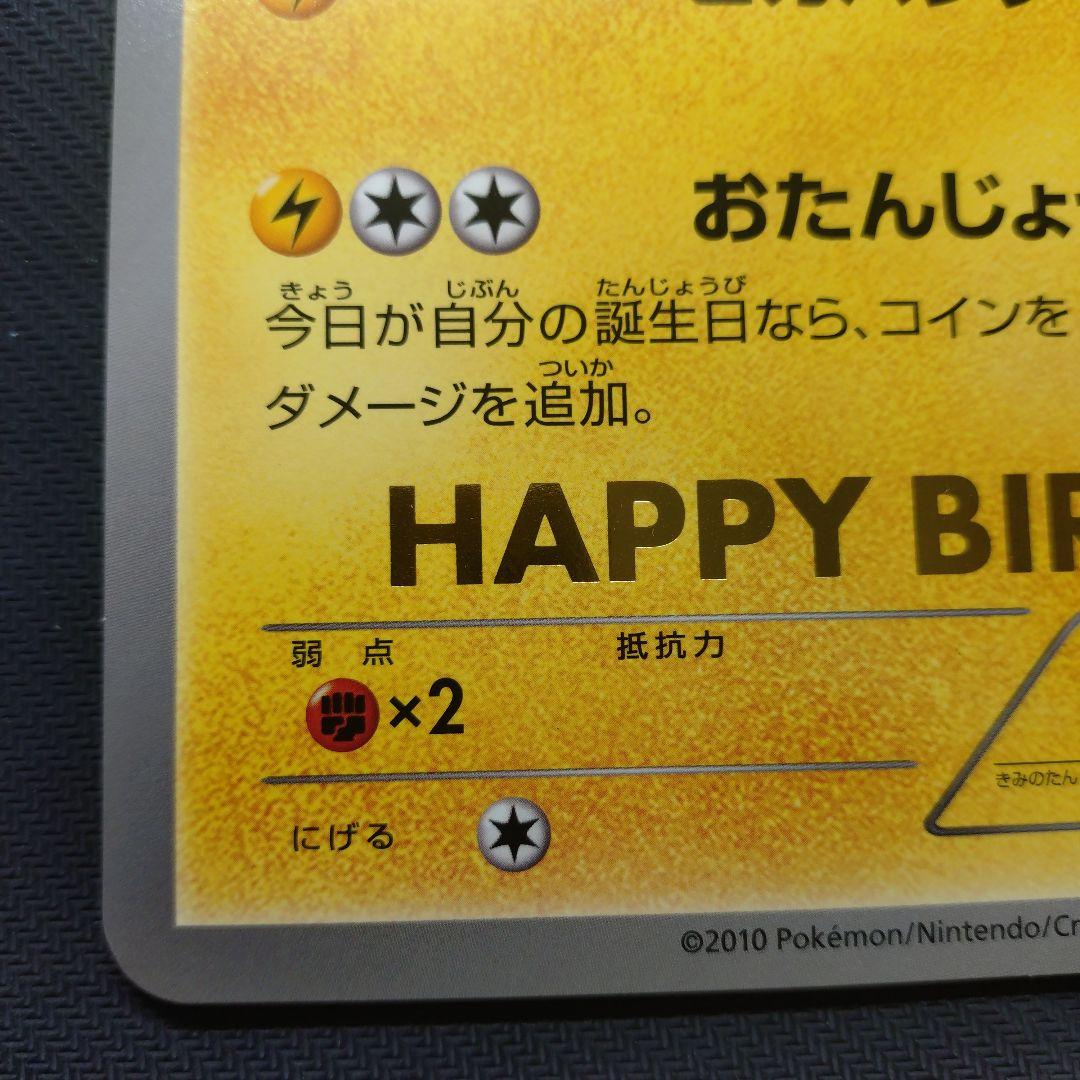 おたんじょ
きょう じぶん たんじょうび
今日が自分の誕生日なら、コインを
ついか
ダメージを追加。
HAPPY BIR
弱 点 抵抗力
×2
きみのたん
にげる
©2010 Pokémon/Nintendo/Cr